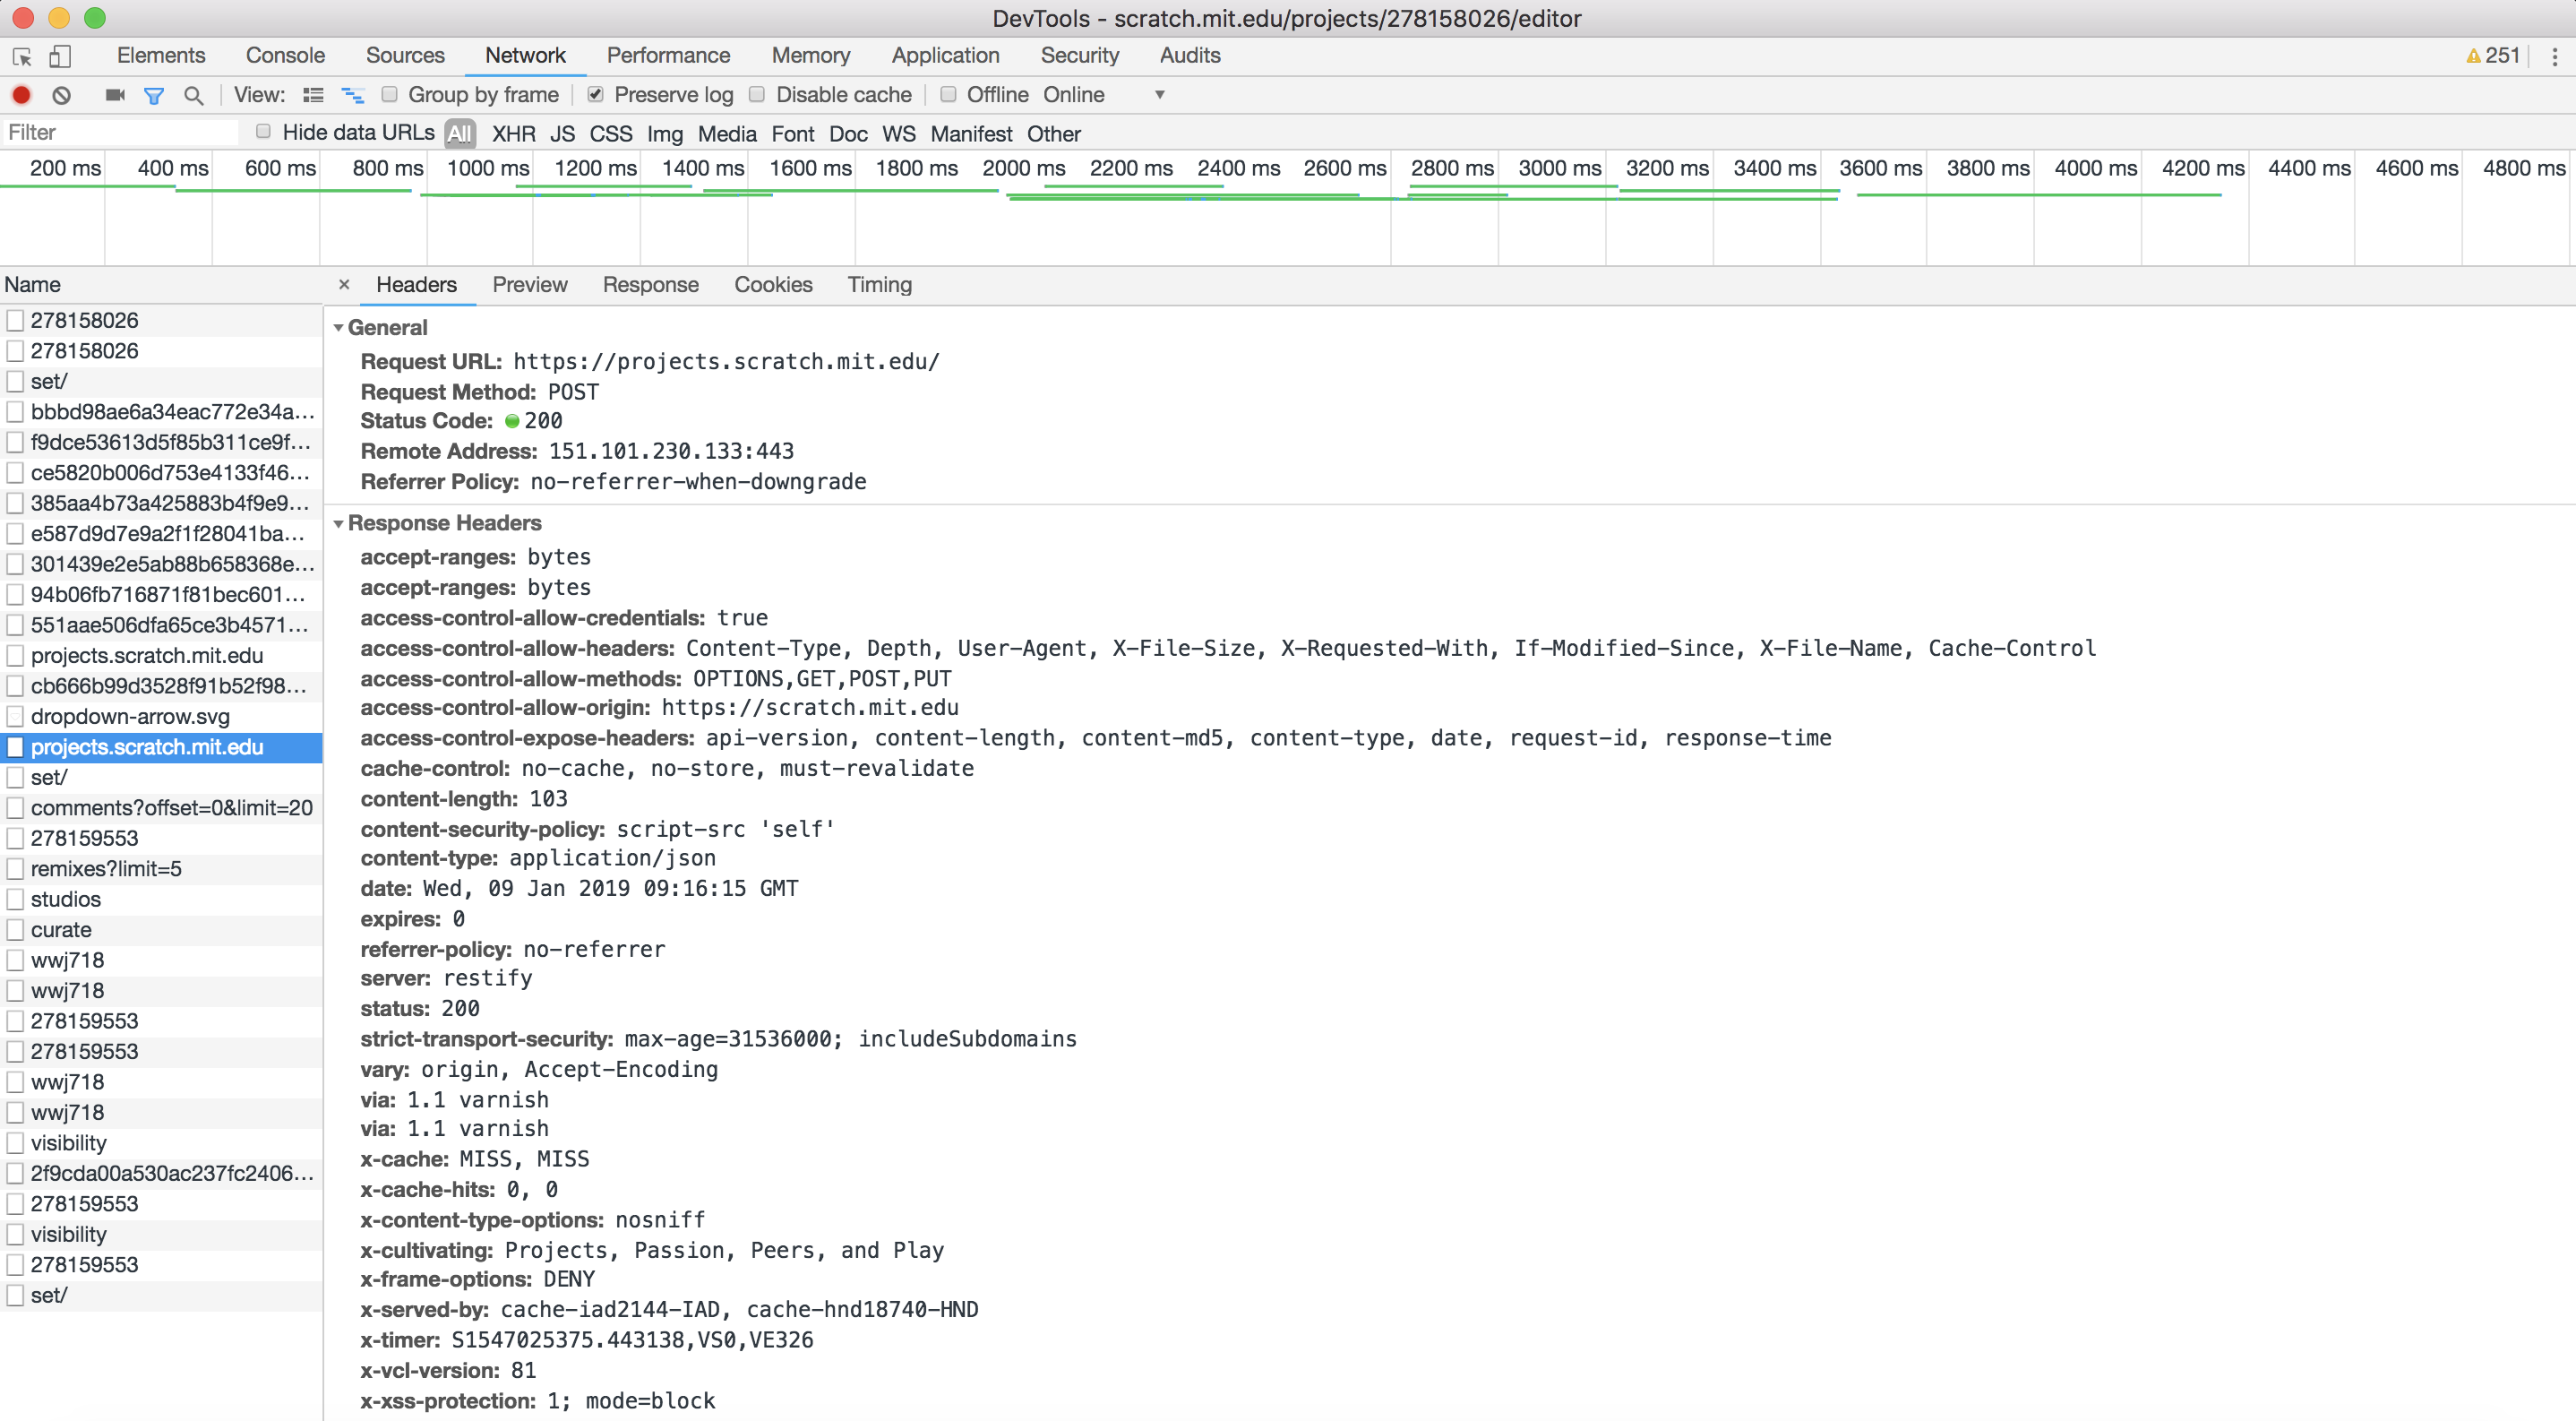 DevTools - scratch.mit.edu/projects/278158026/editor
Elements Console Sources Network Performance Memory Application Security Audits 251
View: Group by frame Preserve log Disable cache Offline Online
Filter Hide data URLs All XHR JS CSS Img Media Font Doc WS Manifest Other
200 ms 400 ms 600 ms 800 ms 1000 ms 1200 ms 1400 ms 1600 ms 1800 ms 2000 ms 2200 ms 2400 ms 2600 ms 2800 ms 3000 ms 3200 ms 3400 ms 3600 ms 3800 ms 4000 ms 4200 ms 4400 ms 4600 ms 4800 ms
Name
278158026
278158026
set/
bbbd98ae6a34eac772e34a...
f9dce53613d5f85b311ce9f...
ce5820b006d753e4133f46...
385aa4b73a425883b4f9e9...
e587d9d7e9a2f1f28041ba...
301439e2e5ab88b658368e...
94b06fb716871f81bec601...
551aae506dfa65ce3b4571...
projects.scratch.mit.edu
cb666b99d3528f91b52f98...
dropdown-arrow.svg
projects.scratch.mit.edu
set/
comments?offset=0&limit=20
278159553
remixes?limit=5
studios
curate
wwj718
wwj718
278159553
278159553
wwj718
wwj718
visibility
2f9cda00a530ac237fc2406...
278159553
visibility
278159553
set/
× Headers Preview Response Cookies Timing
General
Request URL: https://projects.scratch.mit.edu/
Request Method: POST
Status Code: 200
Remote Address: 151.101.230.133:443
Referrer Policy: no-referrer-when-downgrade
Response Headers
accept-ranges: bytes
accept-ranges: bytes
access-control-allow-credentials: true
access-control-allow-headers: Content-Type, Depth, User-Agent, X-File-Size, X-Requested-With, If-Modified-Since, X-File-Name, Cache-Control
access-control-allow-methods: OPTIONS,GET,POST,PUT
access-control-allow-origin: https://scratch.mit.edu
access-control-expose-headers: api-version, content-length, content-md5, content-type, date, request-id, response-time
cache-control: no-cache, no-store, must-revalidate
content-length: 103
content-security-policy: script-src 'self'
content-type: application/json
date: Wed, 09 Jan 2019 09:16:15 GMT
expires: 0
referrer-policy: no-referrer
server: restify
status: 200
strict-transport-security: max-age=31536000; includeSubdomains
vary: origin, Accept-Encoding
via: 1.1 varnish
via: 1.1 varnish
x-cache: MISS, MISS
x-cache-hits: 0, 0
x-content-type-options: nosniff
x-cultivating: Projects, Passion, Peers, and Play
x-frame-options: DENY
x-served-by: cache-iad2144-IAD, cache-hnd18740-HND
x-timer: S1547025375.443138,VS0,VE326
x-vcl-version: 81
x-xss-protection: 1; mode=block